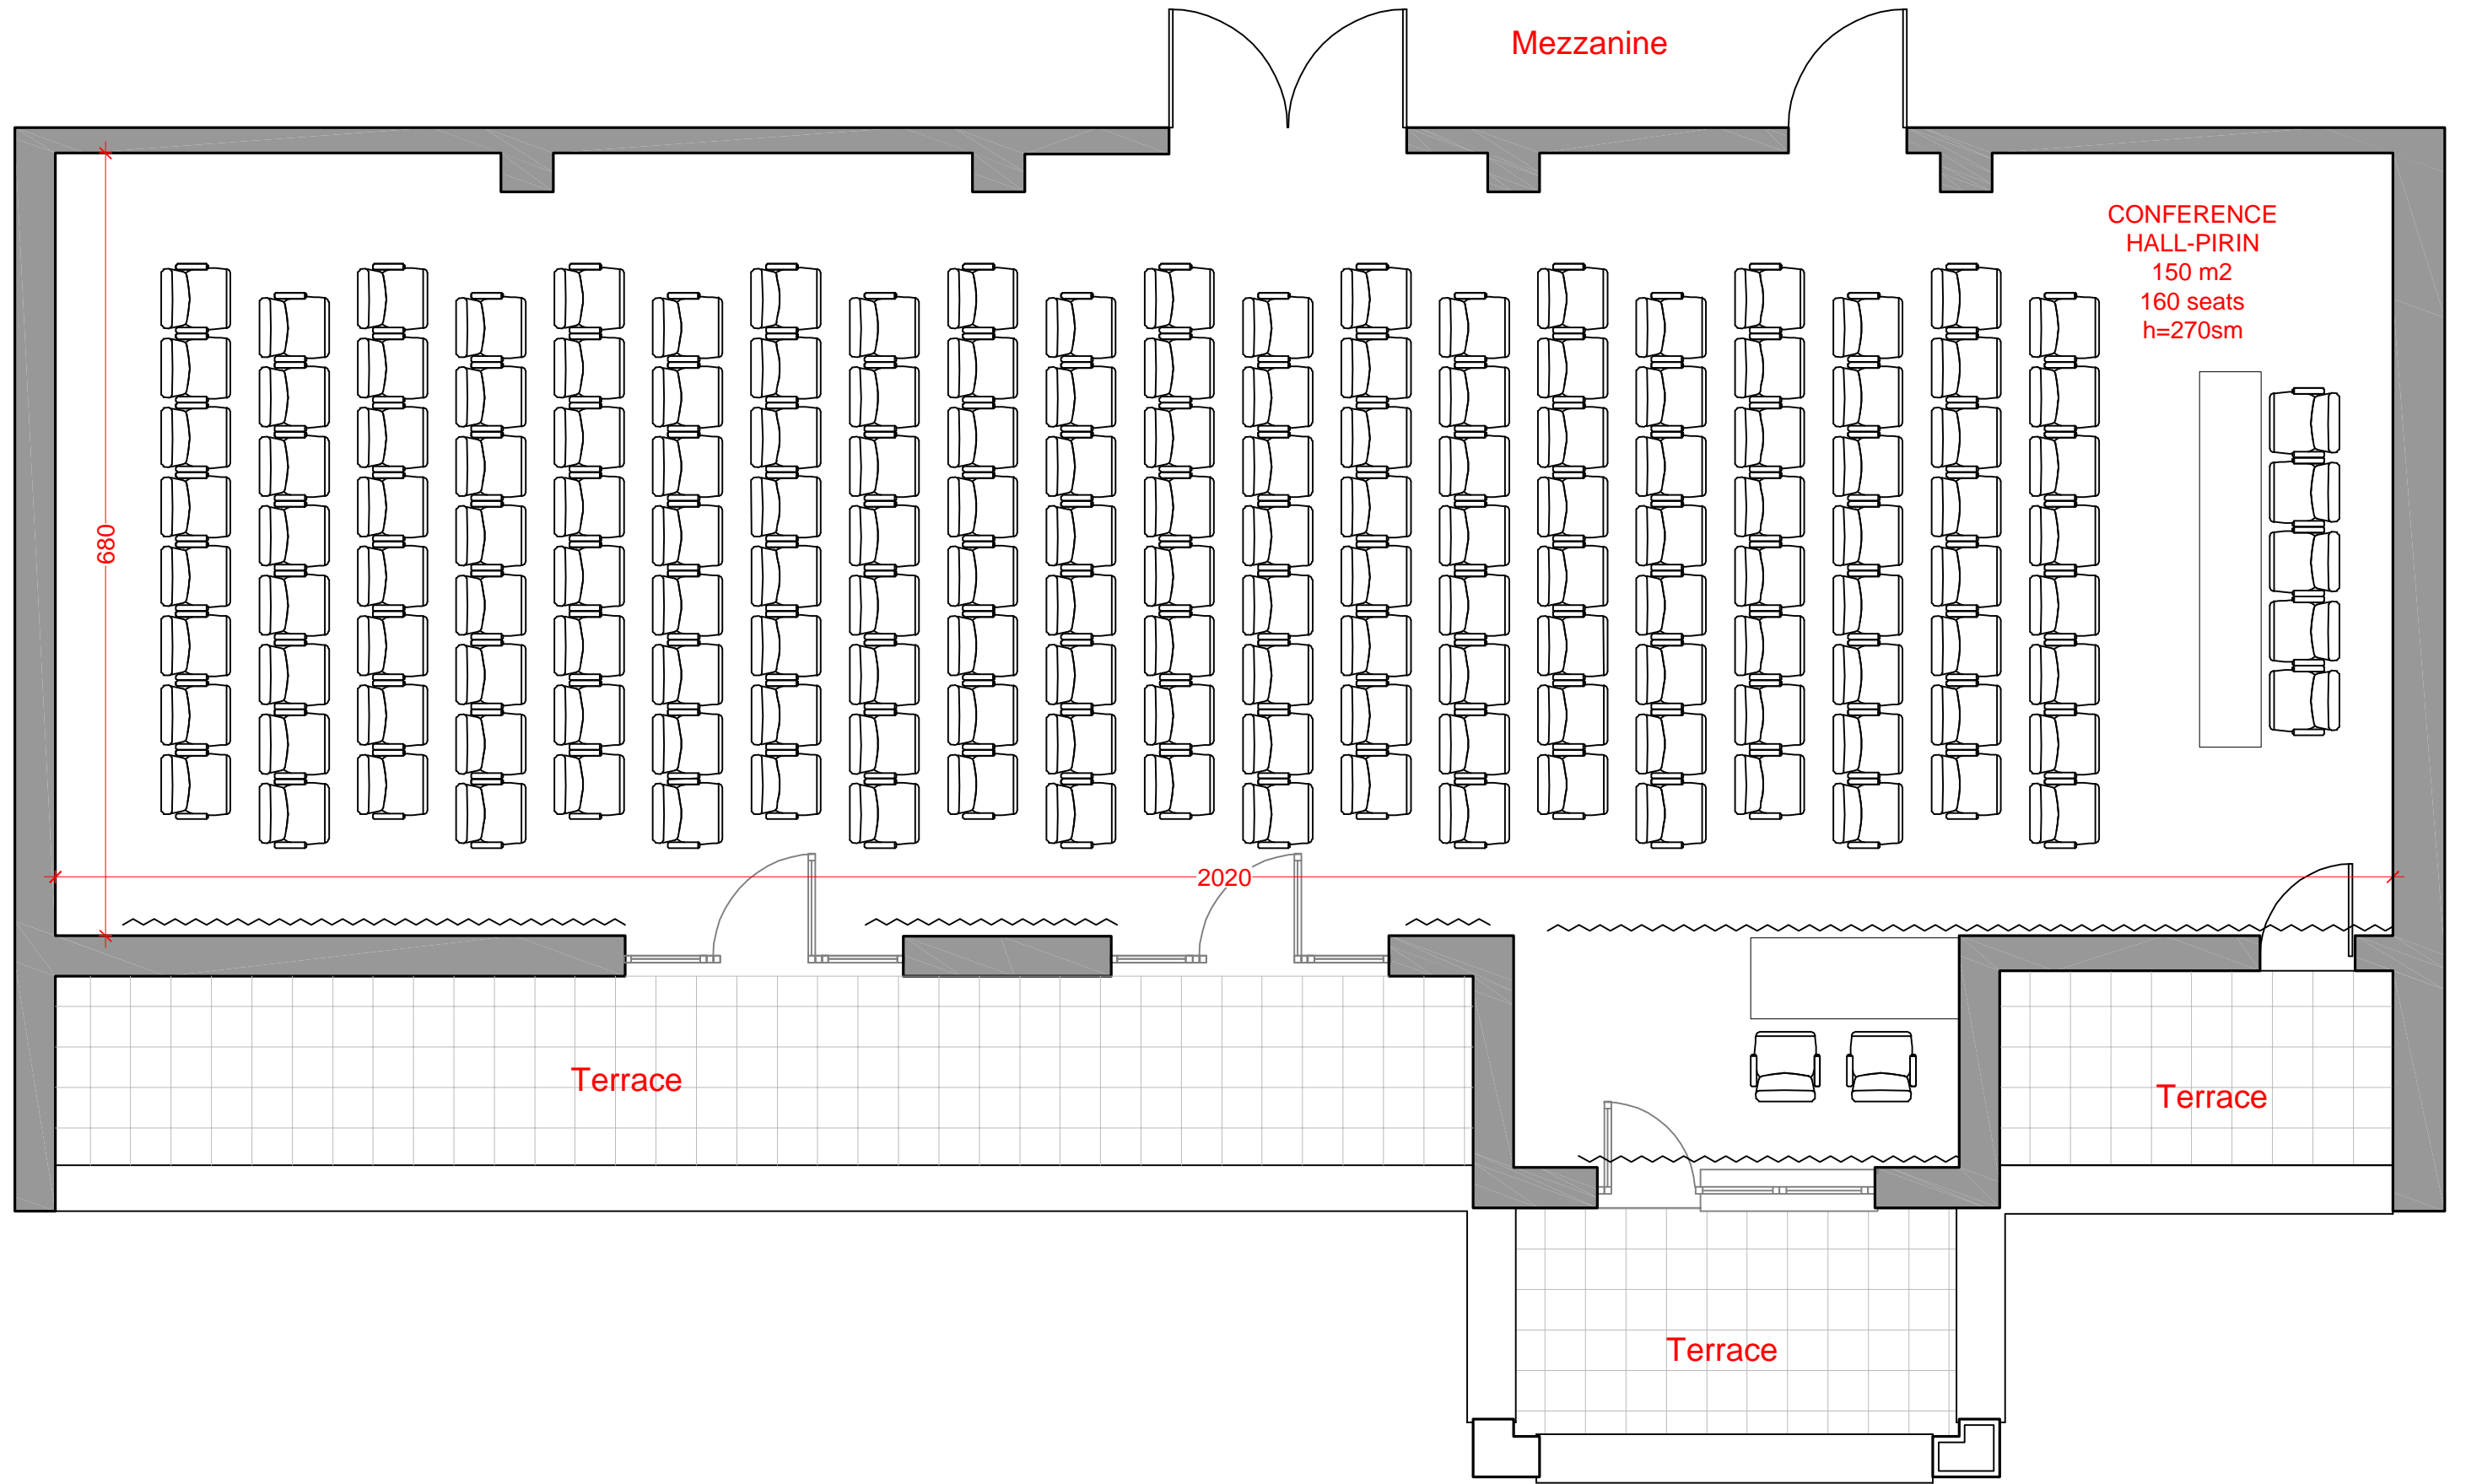 Mezzanine
CONFERENCE
HALL-PIRIN
150 m2
160 seats
h=270sm
680
2020
Terrace
Terrace
Terrace